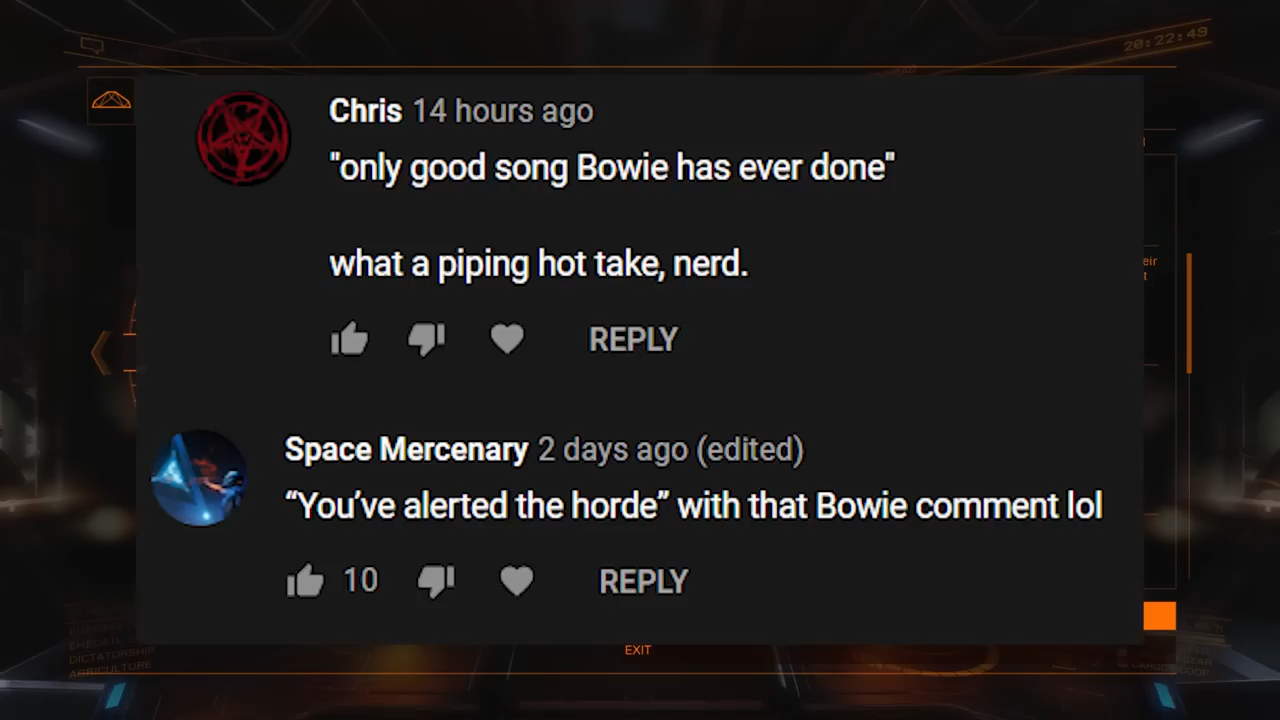 20:22:49
Chris 14 hours ago
"only good song Bowie has ever done"
what a piping hot take, nerd.
REPLY
Space Mercenary 2 days ago (edited)
“You’ve alerted the horde” with that Bowie comment lol
10
REPLY
EXIT
DICTATORSHIP
AGRICULTURE